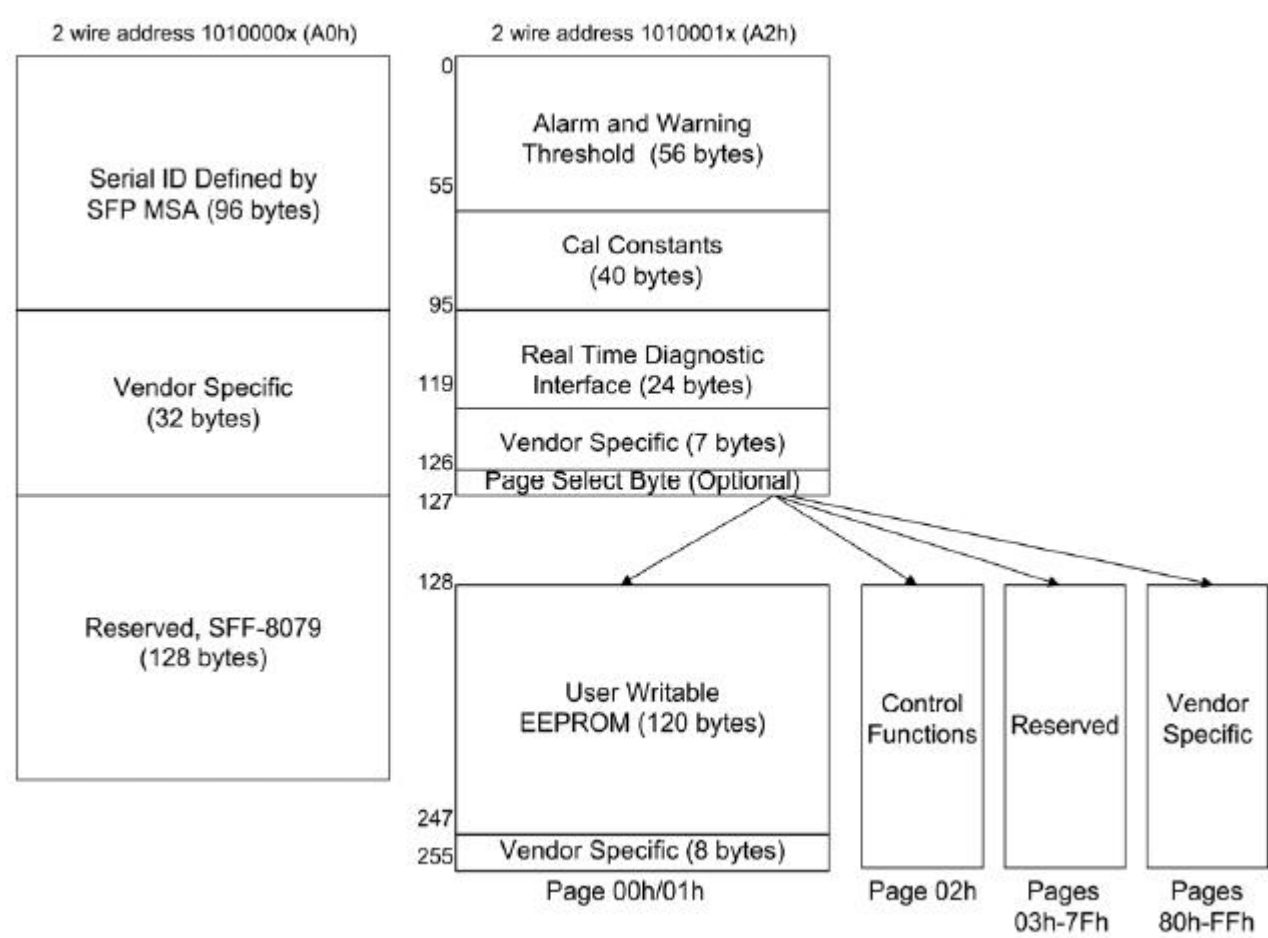 2 wire address 1010000x (A0h)
Serial ID Defined by
SFP MSA (96 bytes)
Vendor Specific
(32 bytes)
Reserved, SFF-8079
(128 bytes)
2 wire address 1010001x (A2h)
0
Alarm and Warning
Threshold (56 bytes)
55
Cal Constants
(40 bytes)
95
Real Time Diagnostic
Interface (24 bytes)
119
Vendor Specific (7 bytes)
126
Page Select Byte (Optional)
127
128
User Writable
EEPROM (120 bytes)
247
Vendor Specific (8 bytes)
255
Page 00h/01h
Control
Functions
Page 02h
Reserved
Pages
03h-7Fh
Vendor
Specific
Pages
80h-FFh